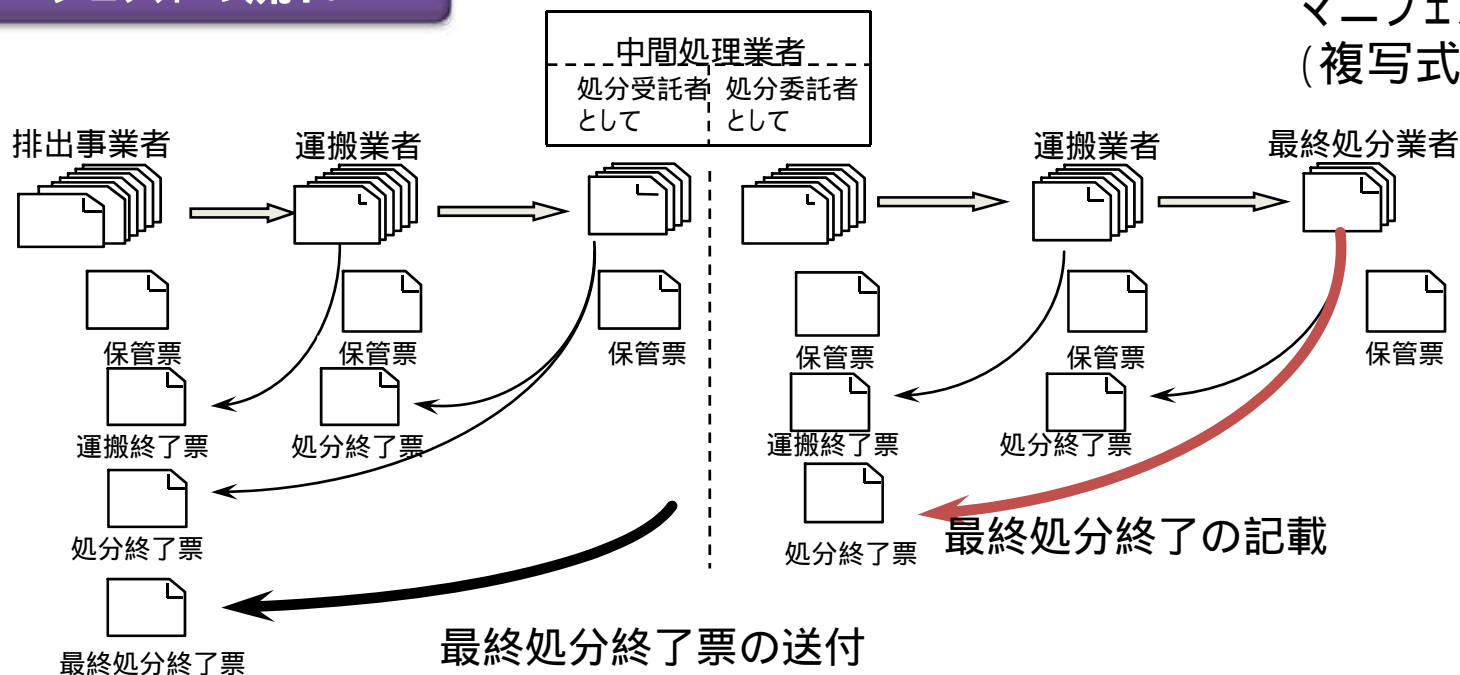 マニフェ
(複写式
中間処理業者
処分受託者
として
処分委託者
として
排出事業者
運搬業者
運搬業者
最終処分業者
保管票
保管票
保管票
保管票
保管票
保管票
運搬終了票
処分終了票
運搬終了票
処分終了票
処分終了票
処分終了票
最終処分終了の記載
最終処分終了票の送付
最終処分終了票